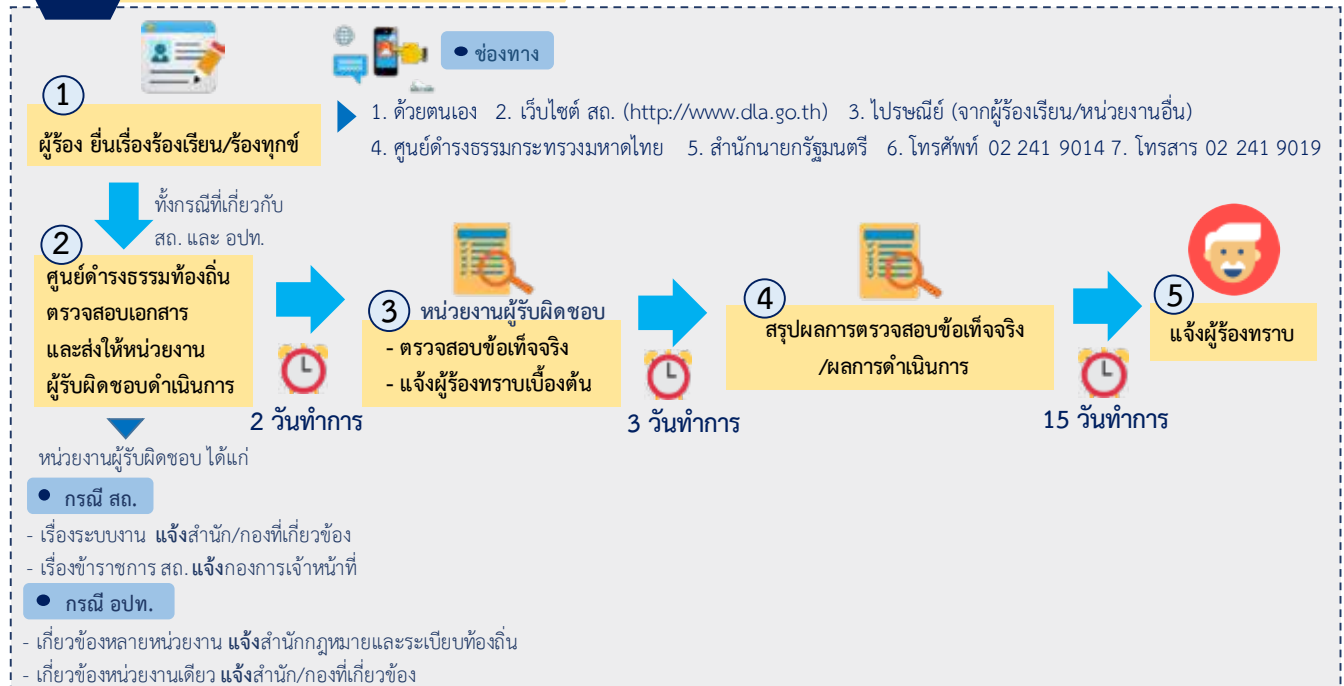 ช่องทาง
1
ผู้ร้อง ยื่นเรื่องร้องเรียน/ร้องทุกข์
1. ด้วยตนเอง 2. เว็บไซต์ สถ. (http://www.dla.go.th) 3. ไปรษณีย์ (จากผู้ร้องเรียน/หน่วยงานอื่น)
4. ศูนย์ดำรงธรรมกระทรวงมหาดไทย 5. สำนักนายกรัฐมนตรี 6. โทรศัพท์ 02 241 9014 7. โทรสาร 02 241 9019
ทั้งกรณีที่เกี่ยวกับ
สถ. และ อปท.
2
ศูนย์ดำรงธรรมท้องถิ่น
ตรวจสอบเอกสาร
และส่งให้หน่วยงาน
ผู้รับผิดชอบดำเนินการ
2 วันทำการ
3 หน่วยงานผู้รับผิดชอบ
- ตรวจสอบข้อเท็จจริง
- แจ้งผู้ร้องทราบเบื้องต้น
3 วันทำการ
4
สรุปผลการตรวจสอบข้อเท็จจริง
/ผลการดำเนินการ
15 วันทำการ
5
แจ้งผู้ร้องทราบ
หน่วยงานผู้รับผิดชอบ ได้แก่
กรณี สถ.
- เรื่องระบบงาน แจ้งสำนัก/กองที่เกี่ยวข้อง
- เรื่องข้าราชการ สถ. แจ้งกองการเจ้าหน้าที่
กรณี อปท.
- เกี่ยวข้องหลายหน่วยงาน แจ้งสำนักกฎหมายและระเบียบท้องถิ่น
- เกี่ยวข้องหน่วยงานเดียว แจ้งสำนัก/กองที่เกี่ยวข้อง